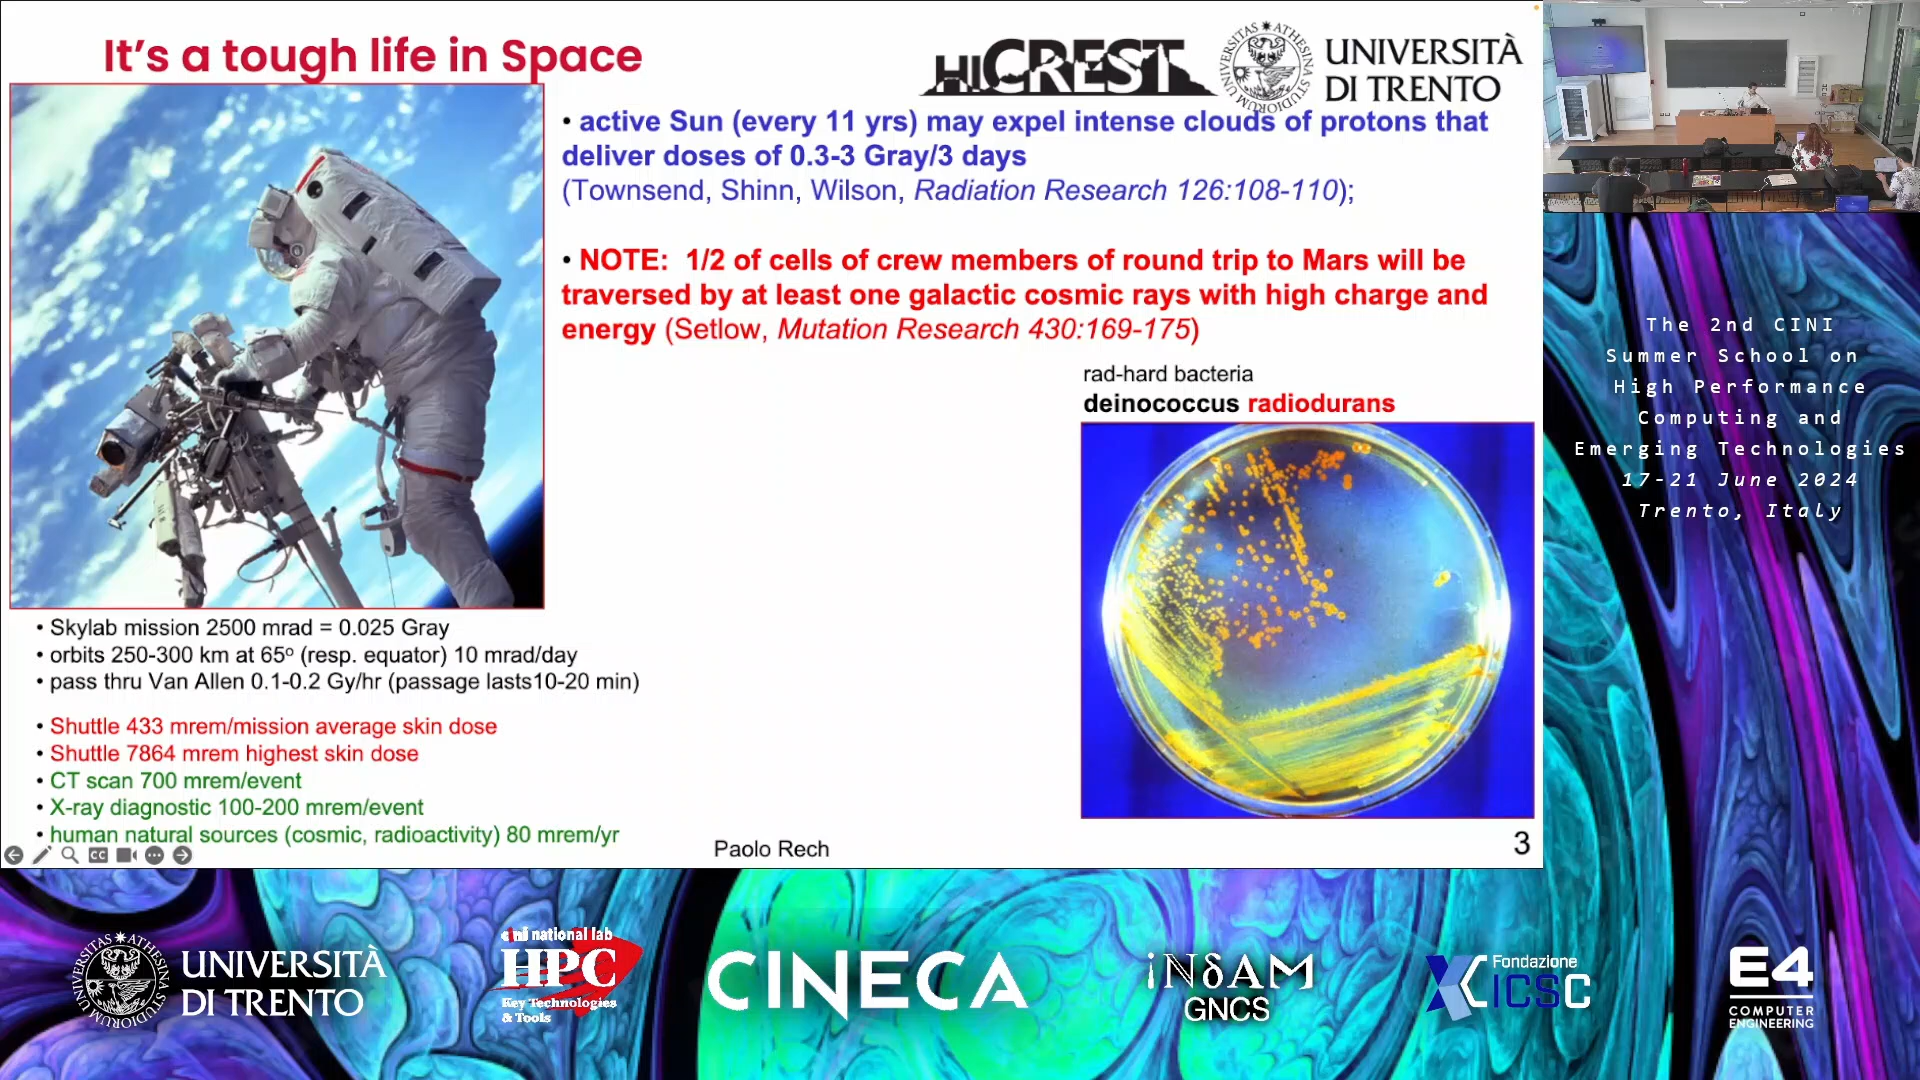 It's a tough life in Space
HiCREST
UNIVERSITÀ
DI TRENTO
• active Sun (every 11 yrs) may expel intense clouds of protons that
deliver doses of 0.3-3 Gray/3 days
(Townsend, Shinn, Wilson, Radiation Research 126:108-110);
• NOTE: 1/2 of cells of crew members of round trip to Mars will be
traversed by at least one galactic cosmic rays with high charge and
energy (Setlow, Mutation Research 430:169-175)
rad-hard bacteria
deinococcus radiodurans
• Skylab mission 2500 mrad = 0.025 Gray
• orbits 250-300 km at 65º (resp. equator) 10 mrad/day
• pass thru Van Allen 0.1-0.2 Gy/hr (passage lasts10-20 min)
• Shuttle 433 mrem/mission average skin dose
• Shuttle 7864 mrem highest skin dose
• CT scan 700 mrem/event
• X-ray diagnostic 100-200 mrem/event
• human natural sources (cosmic, radioactivity) 80 mrem/yr
CC
Paolo Rech
3
The 2nd CINI
Summer School on
High Performance
Computing and
Emerging Technologies
17-21 June 2024
Trento, Italy
UNIVERSITÀ
DI TRENTO
cini national lab
HPC
Key Technologies
& Tools
CINECA
iNδAM
GNCS
Fondazione
ICSC
E4
COMPUTER
ENGINEERING